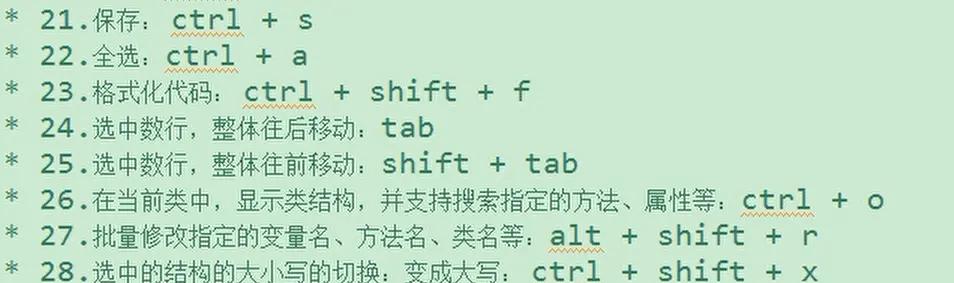 * 21.保存：ctrl + s
* 22.全选：ctrl + a
* 23.格式化代码：ctrl + shift + f
* 24.选中数行，整体往后移动：tab
* 25.选中数行，整体往前移动：shift + tab
* 26.在当前类中，显示类结构，并支持搜索指定的方法、属性等：ctrl + o
* 27.批量修改指定的变量名、方法名、类名等：alt + shift + r
* 28.选中的结构的大小写的切换：变成大写：ctrl + shift + x